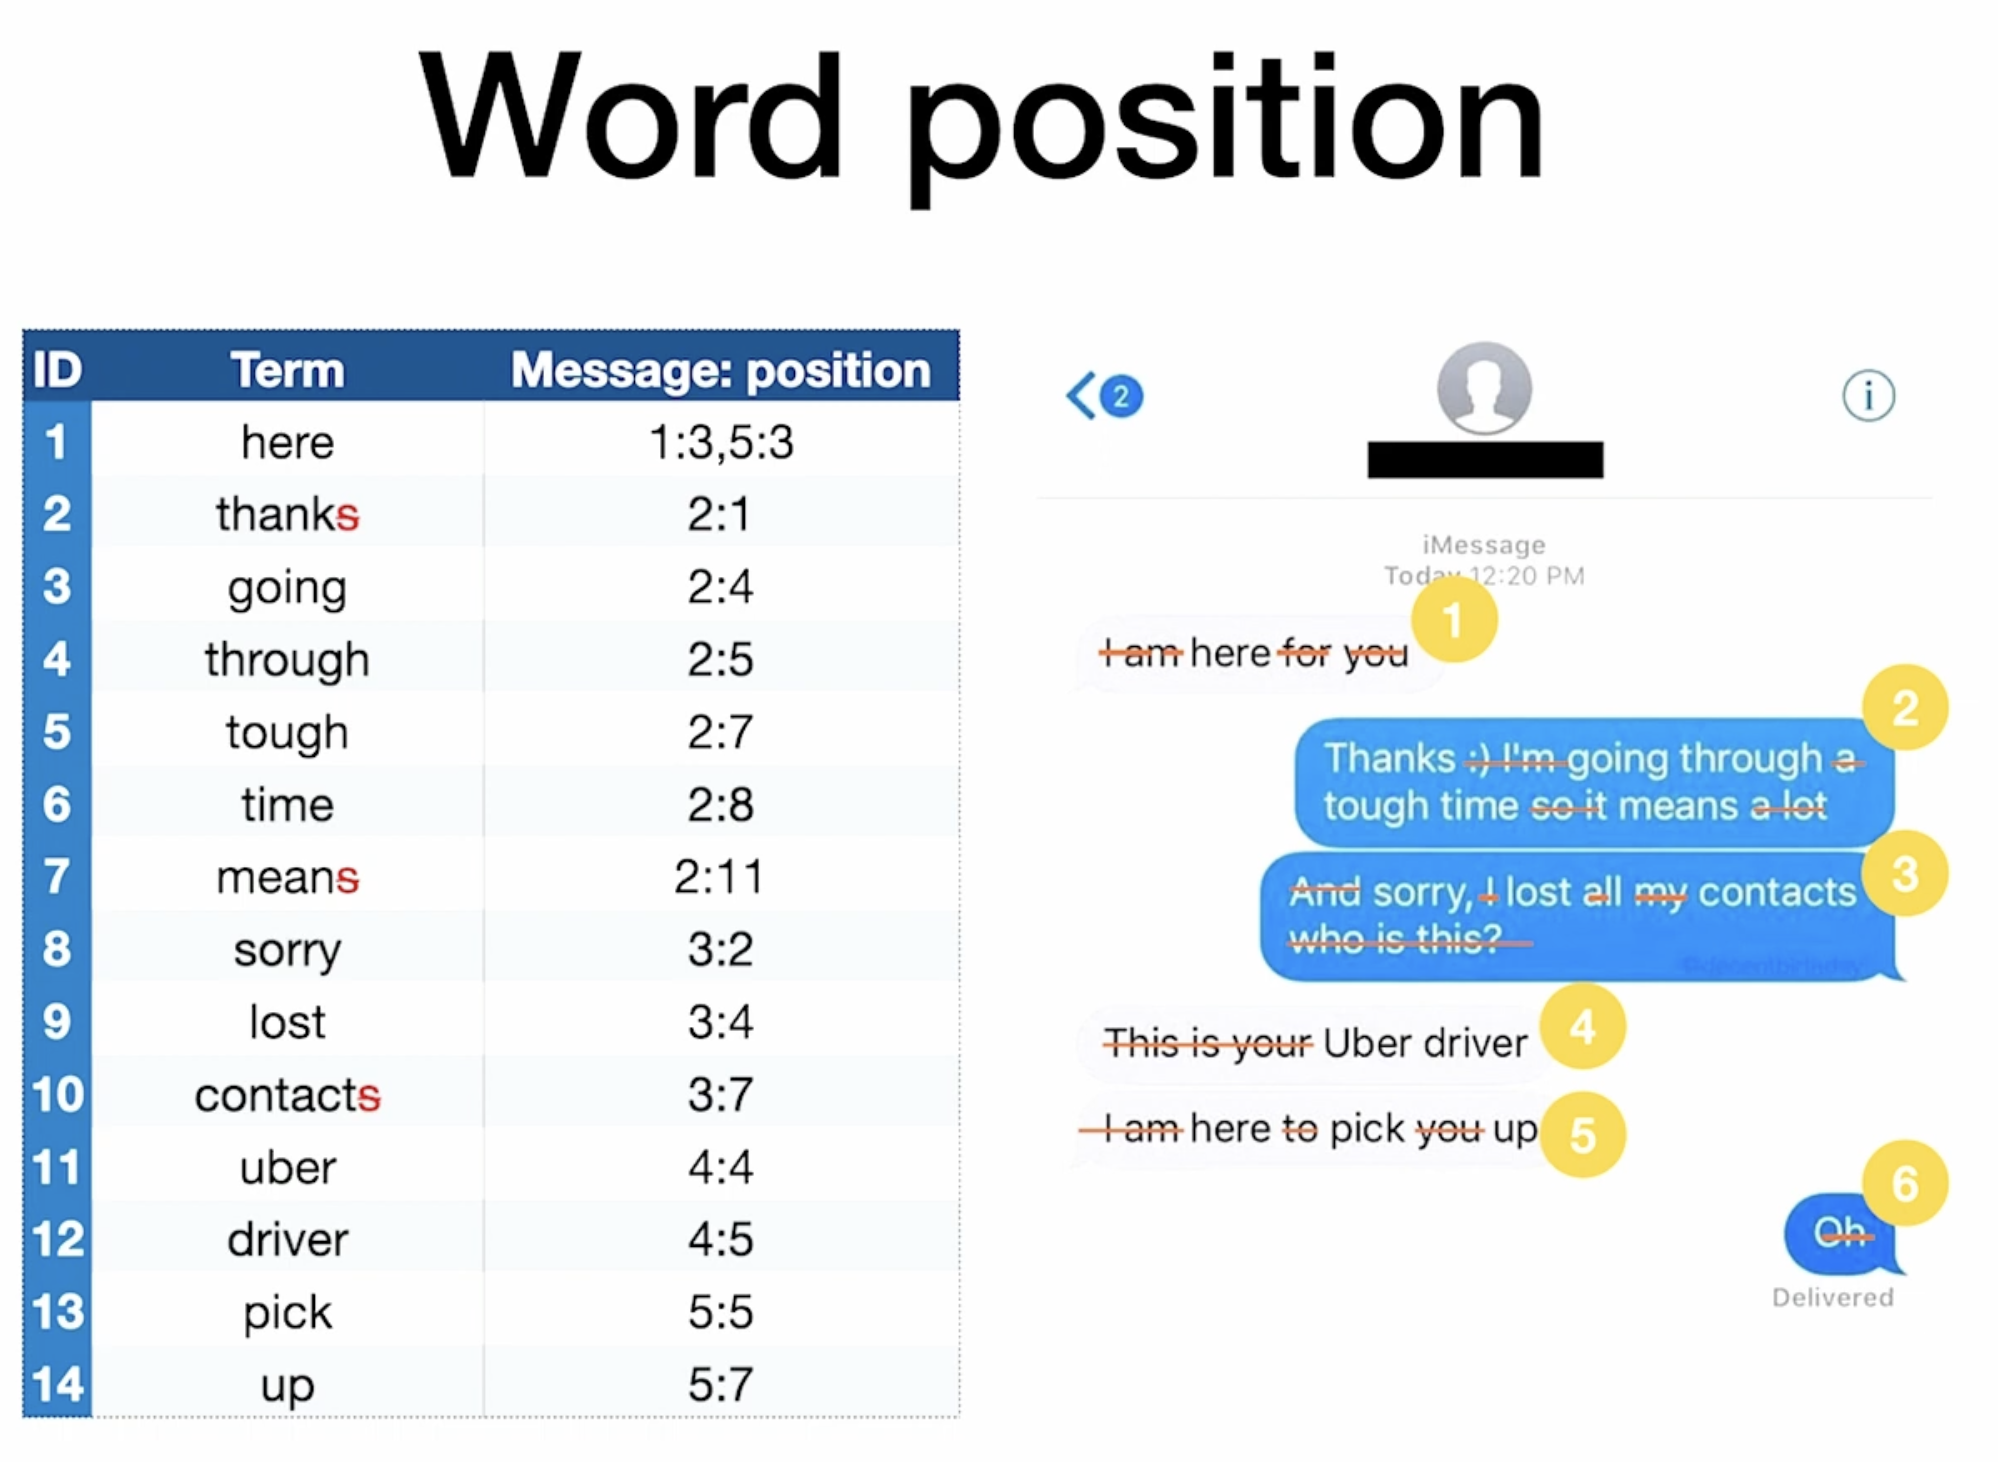 Word position
ID Term Message: position
1 here 1:3,5:3
2 thanks 2:1
3 going 2:4
4 through 2:5
5 tough 2:7
6 time 2:8
7 means 2:11
8 sorry 3:2
9 lost 3:4
10 contacts 3:7
11 uber 4:4
12 driver 4:5
13 pick 5:5
14 up 5:7
2
i
iMessage
Today 12:20 PM
1
I am here for you
2
Thanks :) I'm going through a
tough time so it means a lot
3
And sorry, I lost all my contacts
who is this?
4
This is your Uber driver
I am here to pick you up
5
6
Oh
Delivered